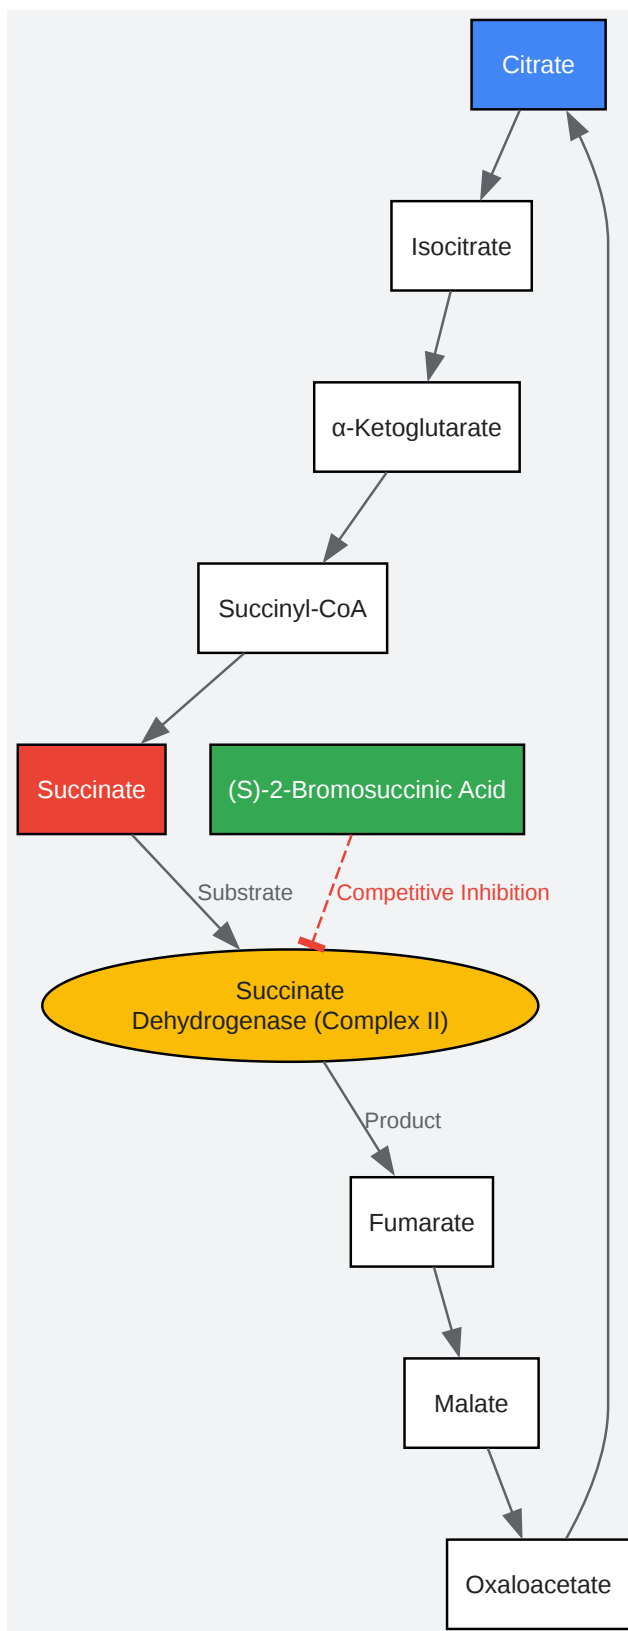 Citrate
Isocitrate
α-Ketoglutarate
Succinyl-CoA
Succinate
(S)-2-Bromosuccinic Acid
Substrate
Competitive Inhibition
Succinate
Dehydrogenase (Complex II)
Product
Fumarate
Malate
Oxaloacetate